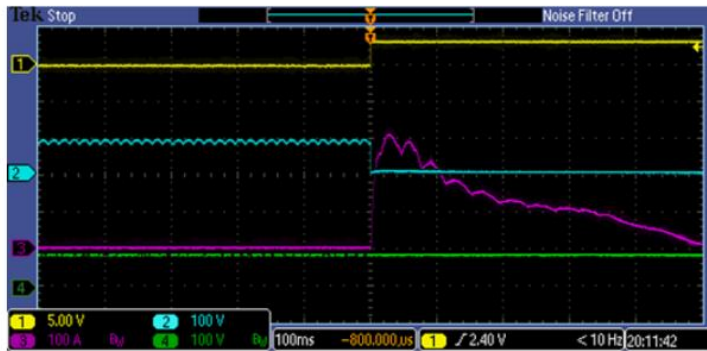 Tek Stop
Noise Filter Off
1
2
3
4
1 5.00 V 2 100 V
3 100 A 4 100 V 100ms -800.000us 1 2.40 V <10 Hz 20:11:42